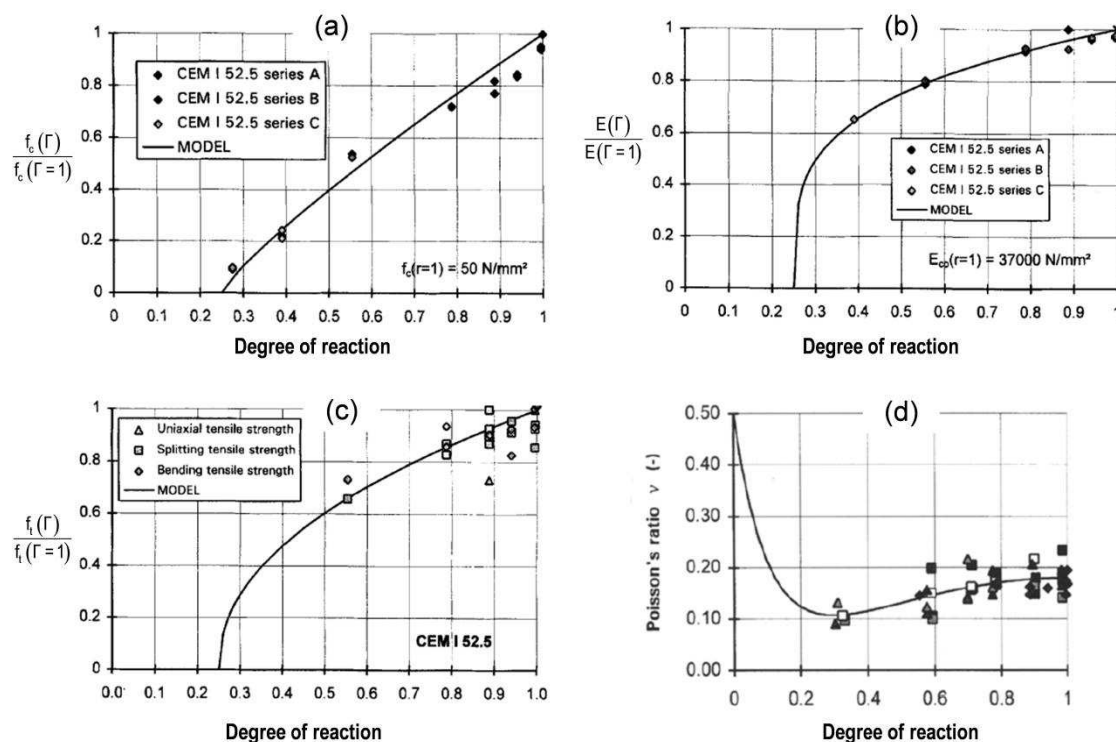 (a)
1
0.8
0.6
0.4
0.2
0
CEM I 52.5 series A
CEM I 52.5 series B
CEM I 52.5 series C
MODEL
f_c(Γ)
f_c(Γ=1)
f_c(r=1) = 50 N/mm²
0 0.1 0.2 0.3 0.4 0.5 0.6 0.7 0.8 0.9 1
Degree of reaction
(b)
1
0.8
0.6
0.4
0.2
0
E(Γ)
E(Γ=1)
CEM I 52.5 series A
CEM I 52.5 series B
CEM I 52.5 series C
MODEL
E_c0(r=1) = 37000 N/mm²
0 0.1 0.2 0.3 0.4 0.5 0.6 0.7 0.8 0.9 1
Degree of reaction
(c)
1
0.8
0.6
0.4
0.2
0
Uniaxial tensile strength
Splitting tensile strength
Bending tensile strength
MODEL
f_t(Γ)
f_t(Γ=1)
CEM I 52.5
0.0 0.1 0.2 0.3 0.4 0.5 0.6 0.7 0.8 0.9 1.0
Degree of reaction
(d)
0.50
0.40
0.30
0.20
0.10
0.00
Poisson's ratio ν (-)
0 0.2 0.4 0.6 0.8 1
Degree of reaction